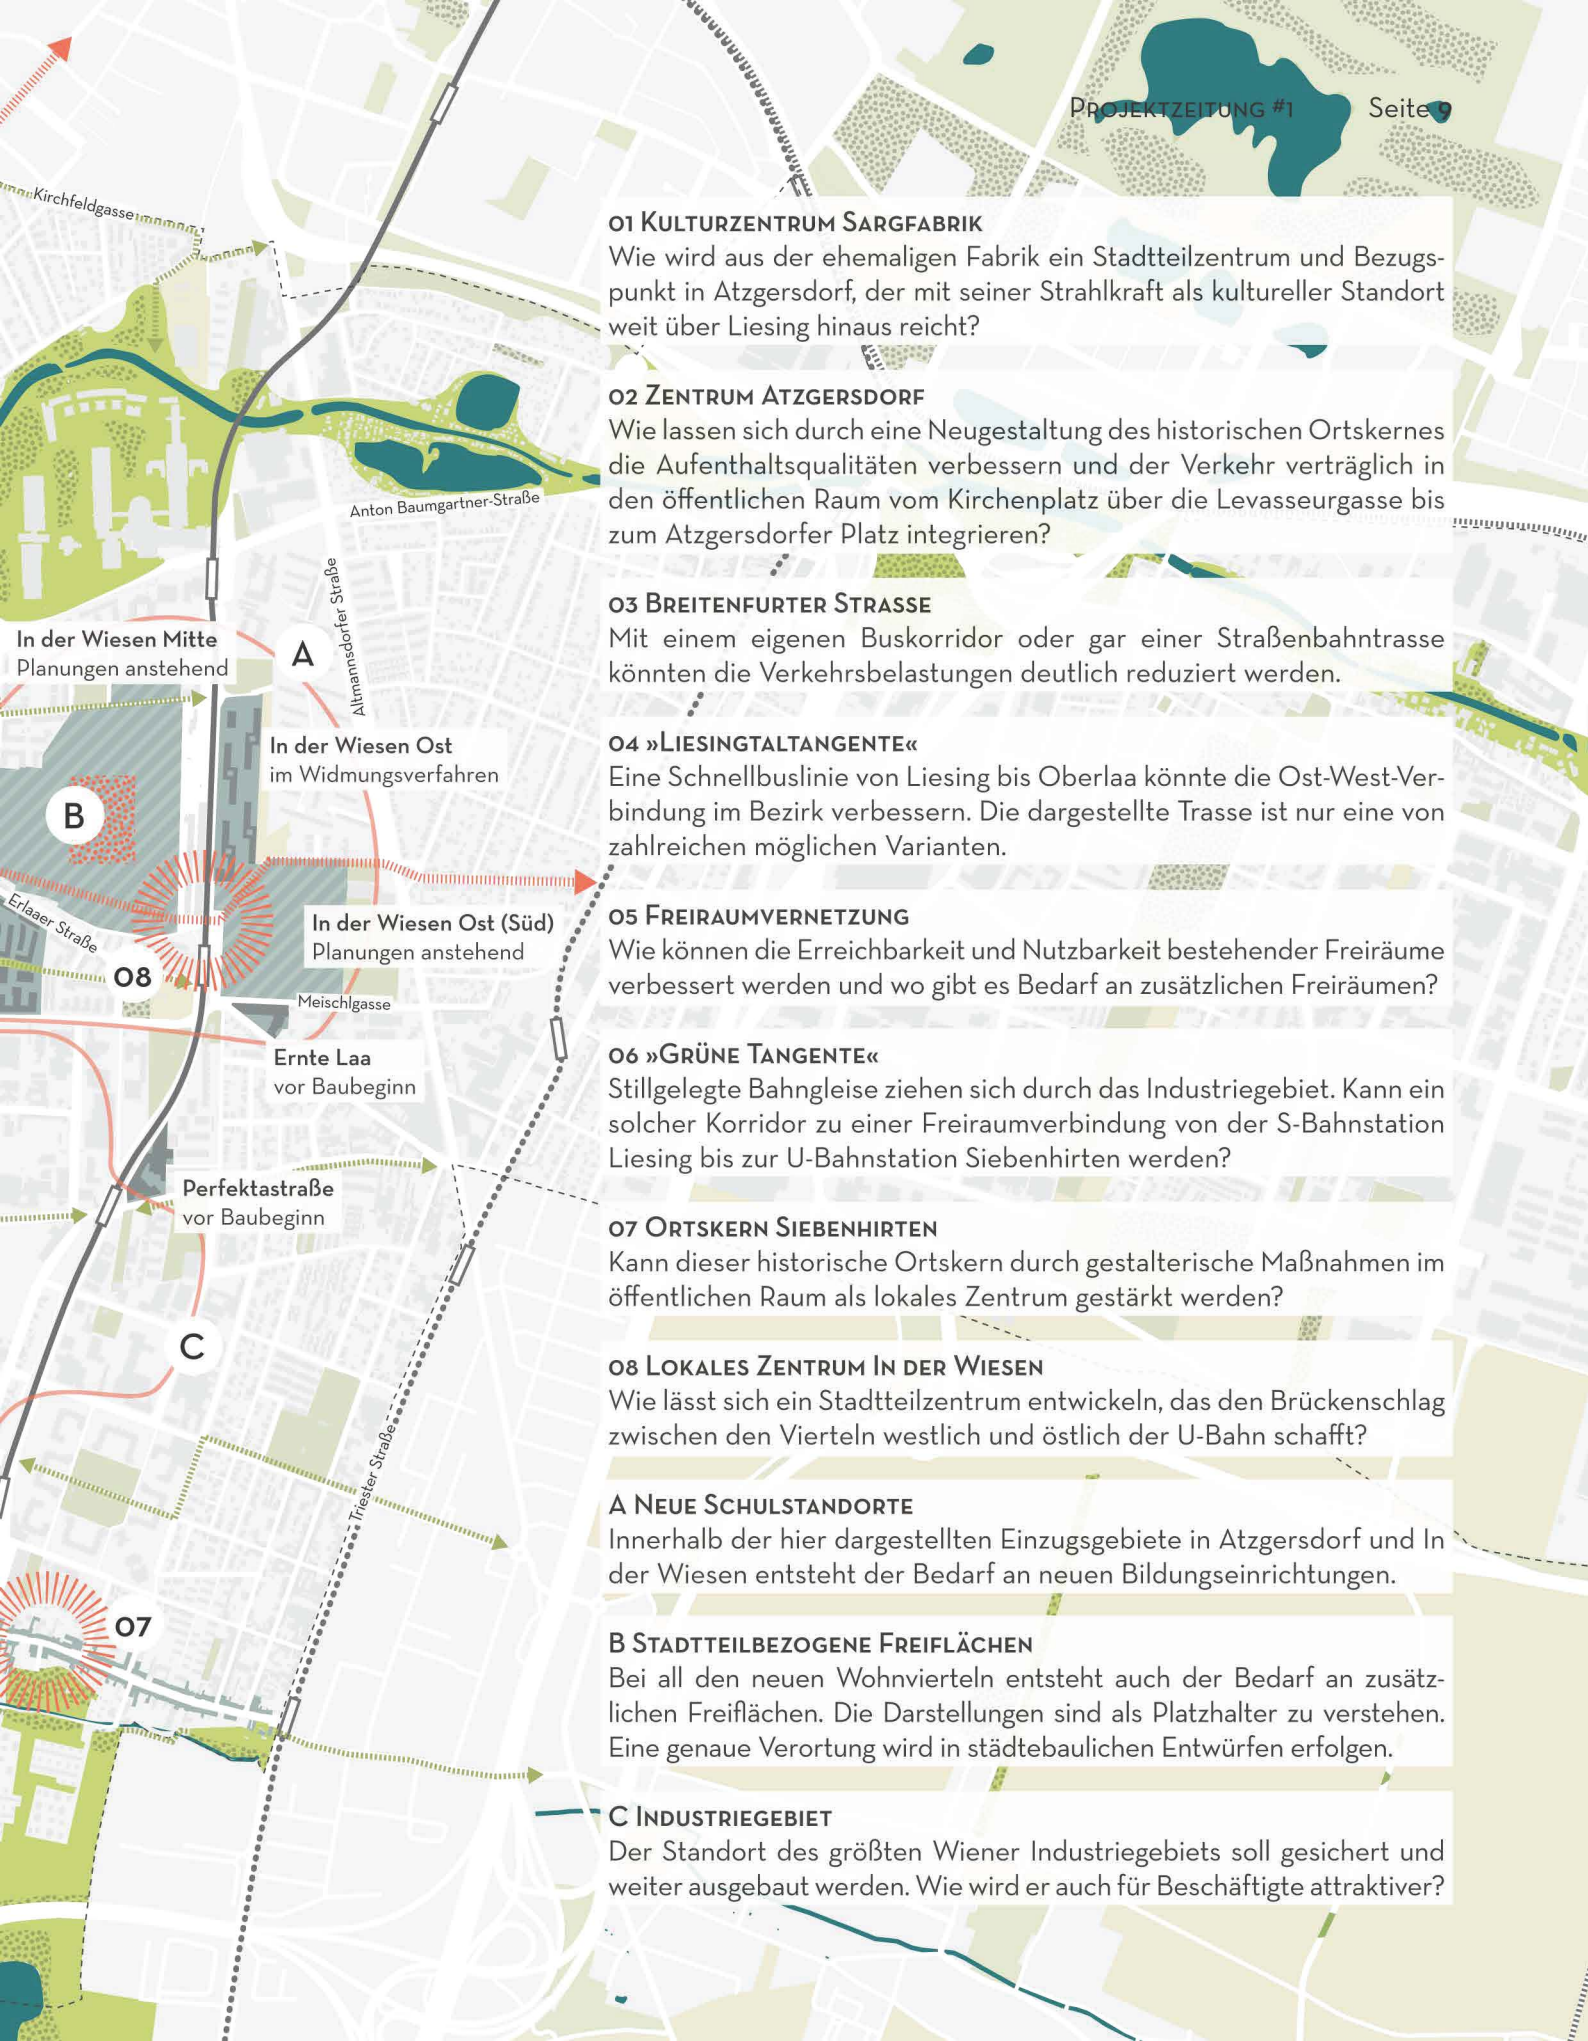 PROJEKTZEITUNG #1 Seite 9
Kirchfeldgasse
Anton Baumgartner-Straße
Altmannsdorfer Straße
In der Wiesen Mitte
Planungen anstehend
A
In der Wiesen Ost
im Widmungsverfahren
B
Erlaaer Straße
In der Wiesen Ost (Süd)
Planungen anstehend
08
Meischlgasse
Ernte Laa
vor Baubeginn
Perfektastraße
vor Baubeginn
C
Triester Straße
07
01 KULTURZENTRUM SARGFABRIK
Wie wird aus der ehemaligen Fabrik ein Stadtteilzentrum und Bezugs-
punkt in Atzgersdorf, der mit seiner Strahlkraft als kultureller Standort
weit über Liesing hinaus reicht?
02 ZENTRUM ATZGERSDORF
Wie lassen sich durch eine Neugestaltung des historischen Ortskernes
die Aufenthaltsqualitäten verbessern und der Verkehr verträglich in
den öffentlichen Raum vom Kirchenplatz über die Levasseurgasse bis
zum Atzgersdorfer Platz integrieren?
03 BREITENFURTER STRASSE
Mit einem eigenen Buskorridor oder gar einer Straßenbahntrasse
könnten die Verkehrsbelastungen deutlich reduziert werden.
04 »LIESINGTALTANGENTE«
Eine Schnellbuslinie von Liesing bis Oberlaa könnte die Ost-West-Ver-
bindung im Bezirk verbessern. Die dargestellte Trasse ist nur eine von
zahlreichen möglichen Varianten.
05 FREIRAUMVERNETZUNG
Wie können die Erreichbarkeit und Nutzbarkeit bestehender Freiräume
verbessert werden und wo gibt es Bedarf an zusätzlichen Freiräumen?
06 »GRÜNE TANGENTE«
Stillgelegte Bahngleise ziehen sich durch das Industriegebiet. Kann ein
solcher Korridor zu einer Freiraumverbindung von der S-Bahnstation
Liesing bis zur U-Bahnstation Siebenhirten werden?
07 ORTSKERN SIEBENHIRTEN
Kann dieser historische Ortskern durch gestalterische Maßnahmen im
öffentlichen Raum als lokales Zentrum gestärkt werden?
08 LOKALES ZENTRUM IN DER WIESEN
Wie lässt sich ein Stadtteilzentrum entwickeln, das den Brückenschlag
zwischen den Vierteln westlich und östlich der U-Bahn schafft?
A NEUE SCHULSTANDORTE
Innerhalb der hier dargestellten Einzugsgebiete in Atzgersdorf und In
der Wiesen entsteht der Bedarf an neuen Bildungseinrichtungen.
B STADTTEILBEZOGENE FREIFLÄCHEN
Bei all den neuen Wohnvierteln entsteht auch der Bedarf an zusätz-
lichen Freiflächen. Die Darstellungen sind als Platzhalter zu verstehen.
Eine genaue Verortung wird in städtebaulichen Entwürfen erfolgen.
C INDUSTRIEGEBIET
Der Standort des größten Wiener Industriegebiets soll gesichert und
weiter ausgebaut werden. Wie wird er auch für Beschäftigte attraktiver?